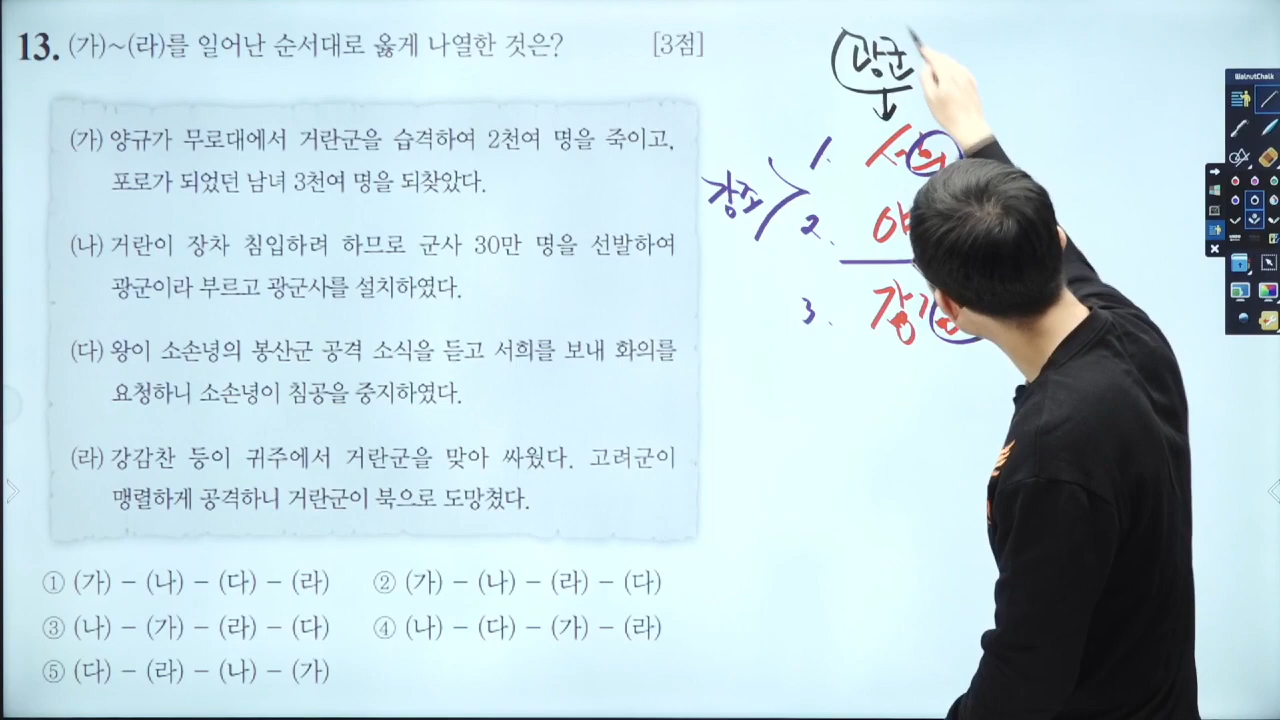 13. (가)~(라)를 일어난 순서대로 옳게 나열한 것은? [3점]
(가) 양규가 무로대에서 거란군을 습격하여 2천여 명을 죽이고,
포로가 되었던 남녀 3천여 명을 되찾았다.
(나) 거란이 장차 침입하려 하므로 군사 30만 명을 선발하여
광군이라 부르고 광군사를 설치하였다.
(다) 왕이 소손녕의 봉산군 공격 소식을 듣고 서희를 보내 화의를
요청하니 소손녕이 침공을 중지하였다.
(라) 강감찬 등이 귀주에서 거란군을 맞아 싸웠다. 고려군이
맹렬하게 공격하니 거란군이 북으로 도망쳤다.
① (가) - (나) - (다) - (라) ② (가) - (나) - (라) - (다)
③ (나) - (가) - (라) - (다) ④ (나) - (다) - (가) - (라)
⑤ (다) - (라) - (나) - (가)
광군
1. 서희
강조
2. 양
3. 강감
WalnutChalk